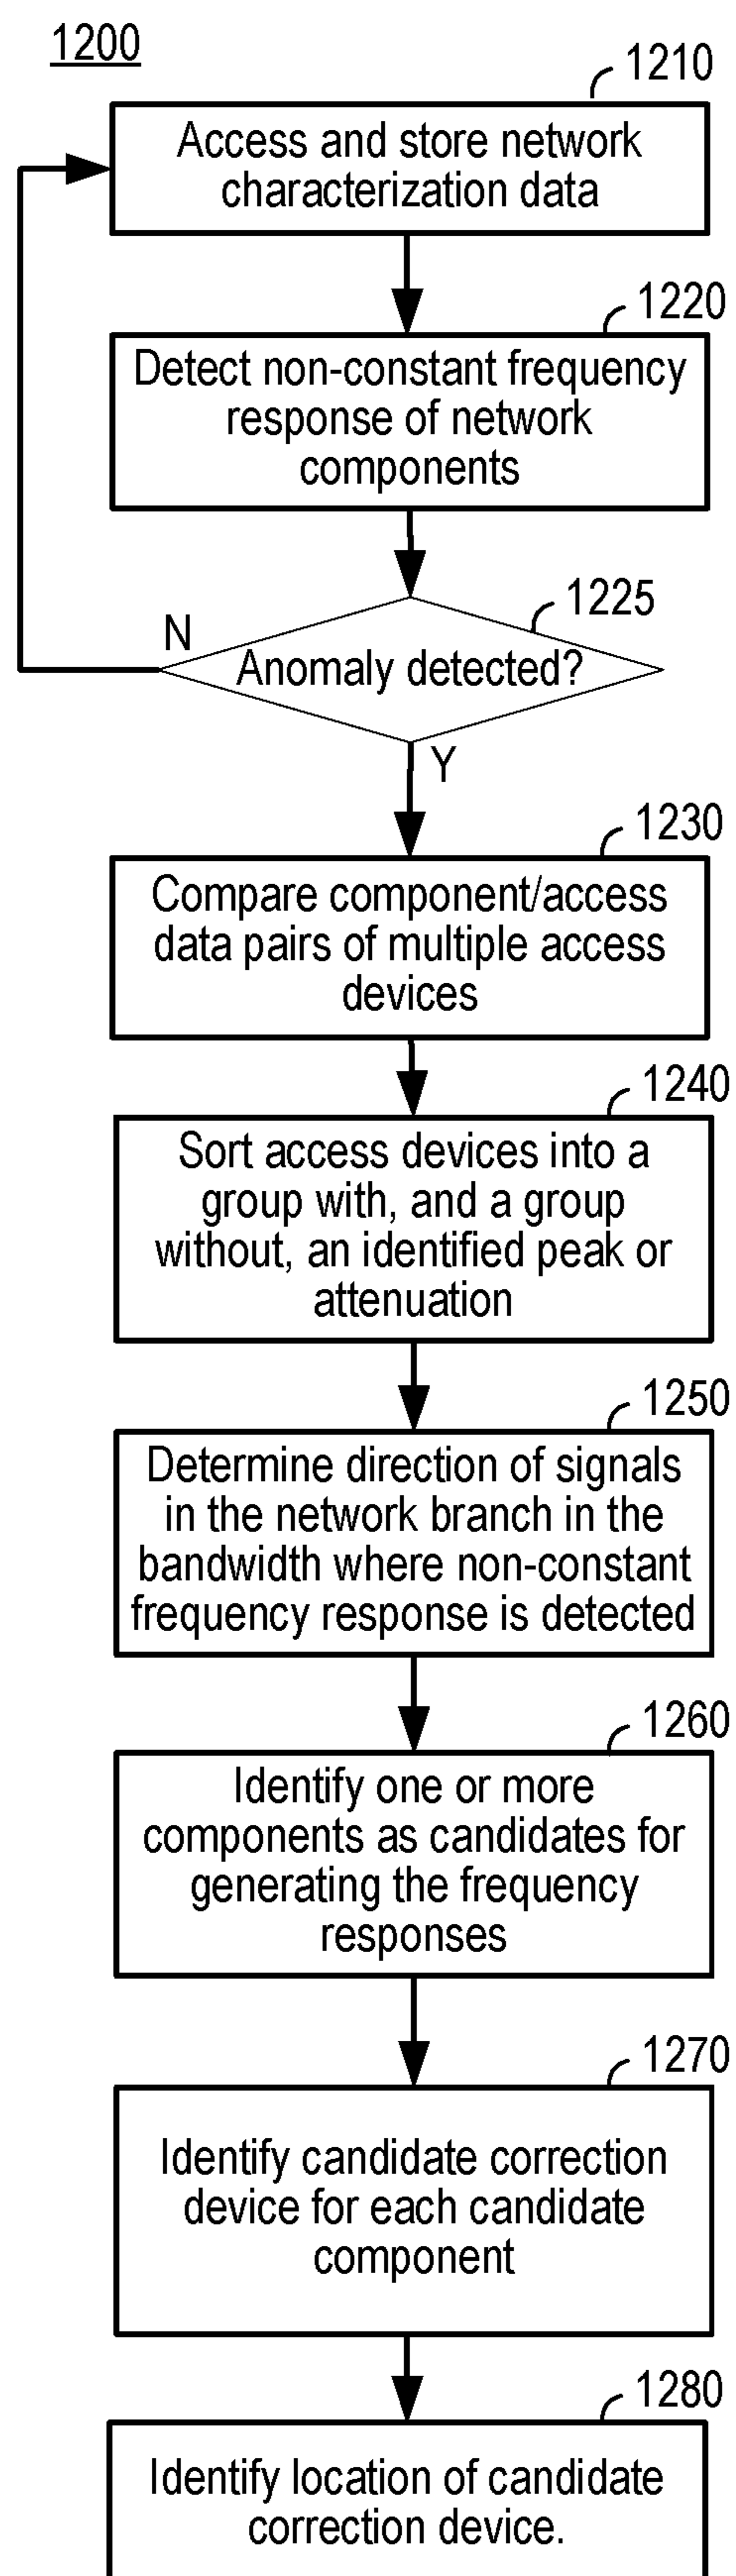 1200
1210
Access and store network
characterization data
1220
Detect non-constant frequency
response of network
components
1225
N
Anomaly detected?
Y
1230
Compare component/access
data pairs of multiple access
devices
1240
Sort access devices into a
group with, and a group
without, an identified peak or
attenuation
1250
Determine direction of signals
in the network branch in the
bandwidth where non-constant
frequency response is detected
1260
Identify one or more
components as candidates for
generating the frequency
responses
1270
Identify candidate correction
device for each candidate
component
1280
Identify location of candidate
correction device.